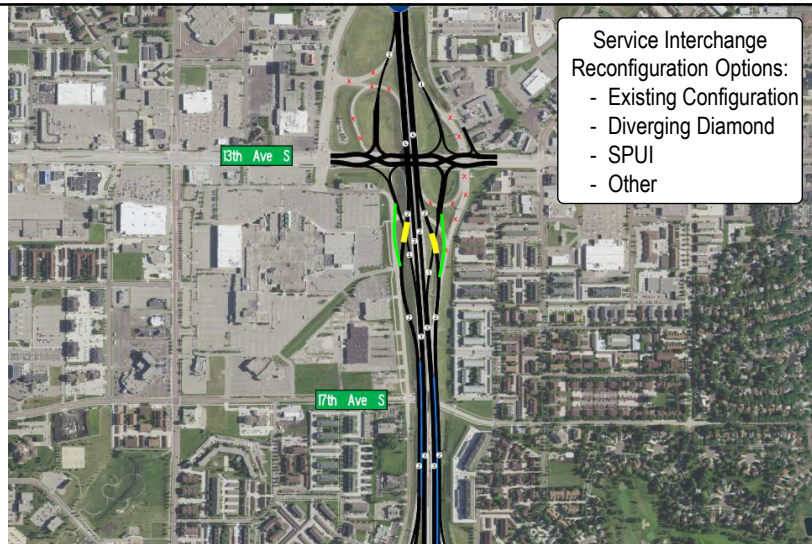 Service Interchange
Reconfiguration Options:
- Existing Configuration
- Diverging Diamond
- SPUI
- Other
13th Ave S
17th Ave S